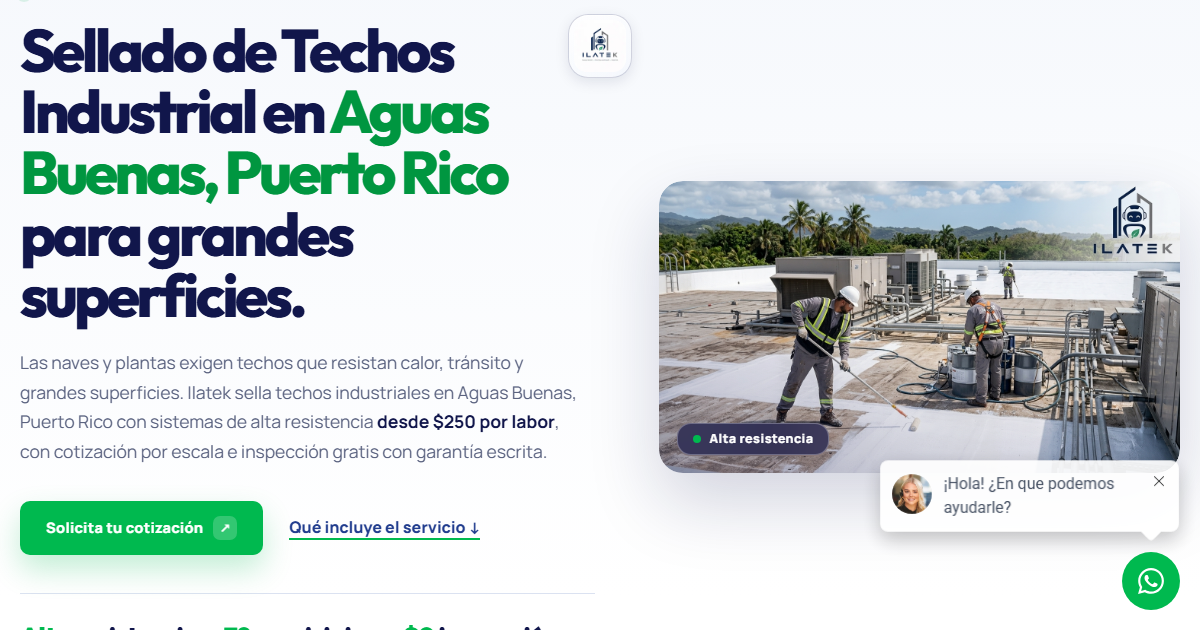 Sellado de Techos
Industrial en Aguas
Buenas, Puerto Rico
para grandes
superficies.
ILATEK
Las naves y plantas exigen techos que resistan calor, tránsito y
grandes superficies. Ilatek sella techos industriales en Aguas Buenas,
Puerto Rico con sistemas de alta resistencia desde $250 por labor,
con cotización por escala e inspección gratis con garantía escrita.
Solicita tu cotización ↗
Qué incluye el servicio ↓
ILATEK
Alta resistencia
¡Hola! ¿En que podemos
ayudarle?